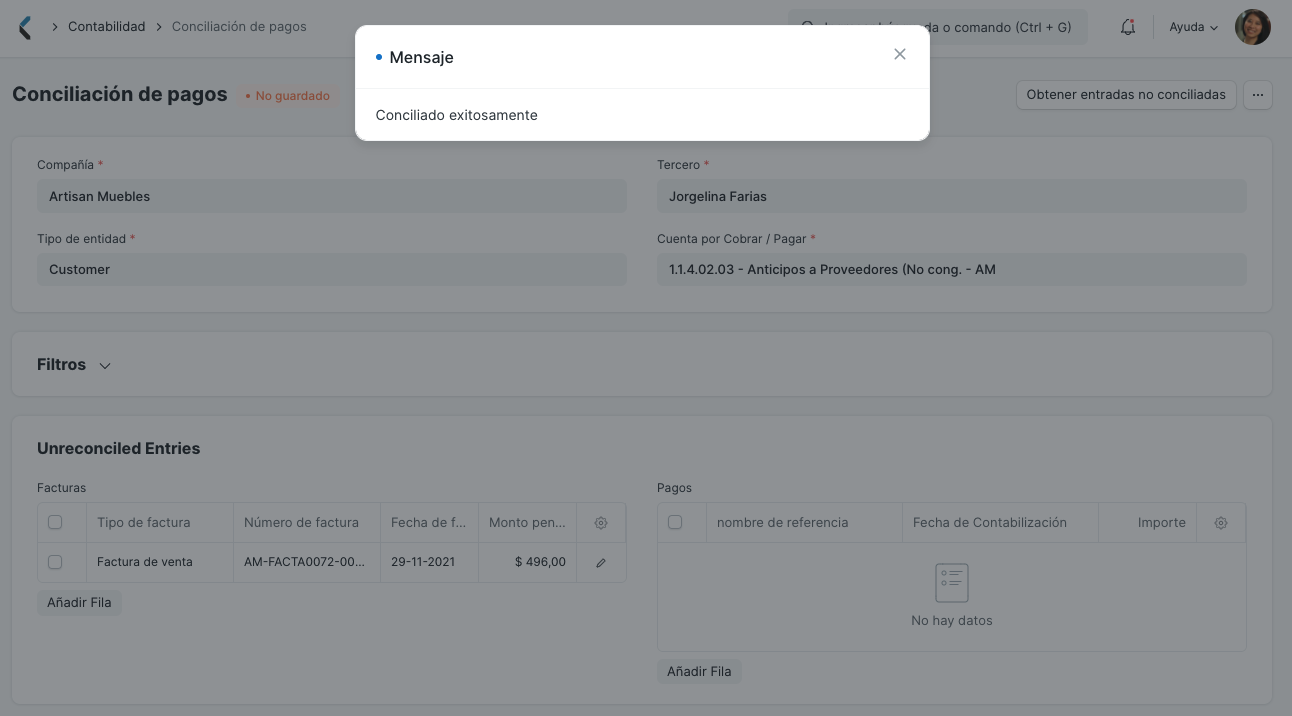 Contabilidad
Conciliación de pagos
da o comando (Ctrl + G)
Ayuda
Mensaje
Conciliado exitosamente
Conciliación de pagos
No guardado
Obtener entradas no conciliadas
...
Compañía *
Artisan Muebles
Tercero *
Jorgelina Farias
Tipo de entidad *
Customer
Cuenta por Cobrar / Pagar *
1.1.4.02.03 - Anticipos a Proveedores (No cong. - AM
Filtros
Unreconciled Entries
Facturas
Tipo de factura Número de factura Fecha de f... Monto pen...
Factura de venta AM-FACTA0072-00... 29-11-2021 $ 496,00
Añadir Fila
Pagos
nombre de referencia Fecha de Contabilización Importe
No hay datos
Añadir Fila